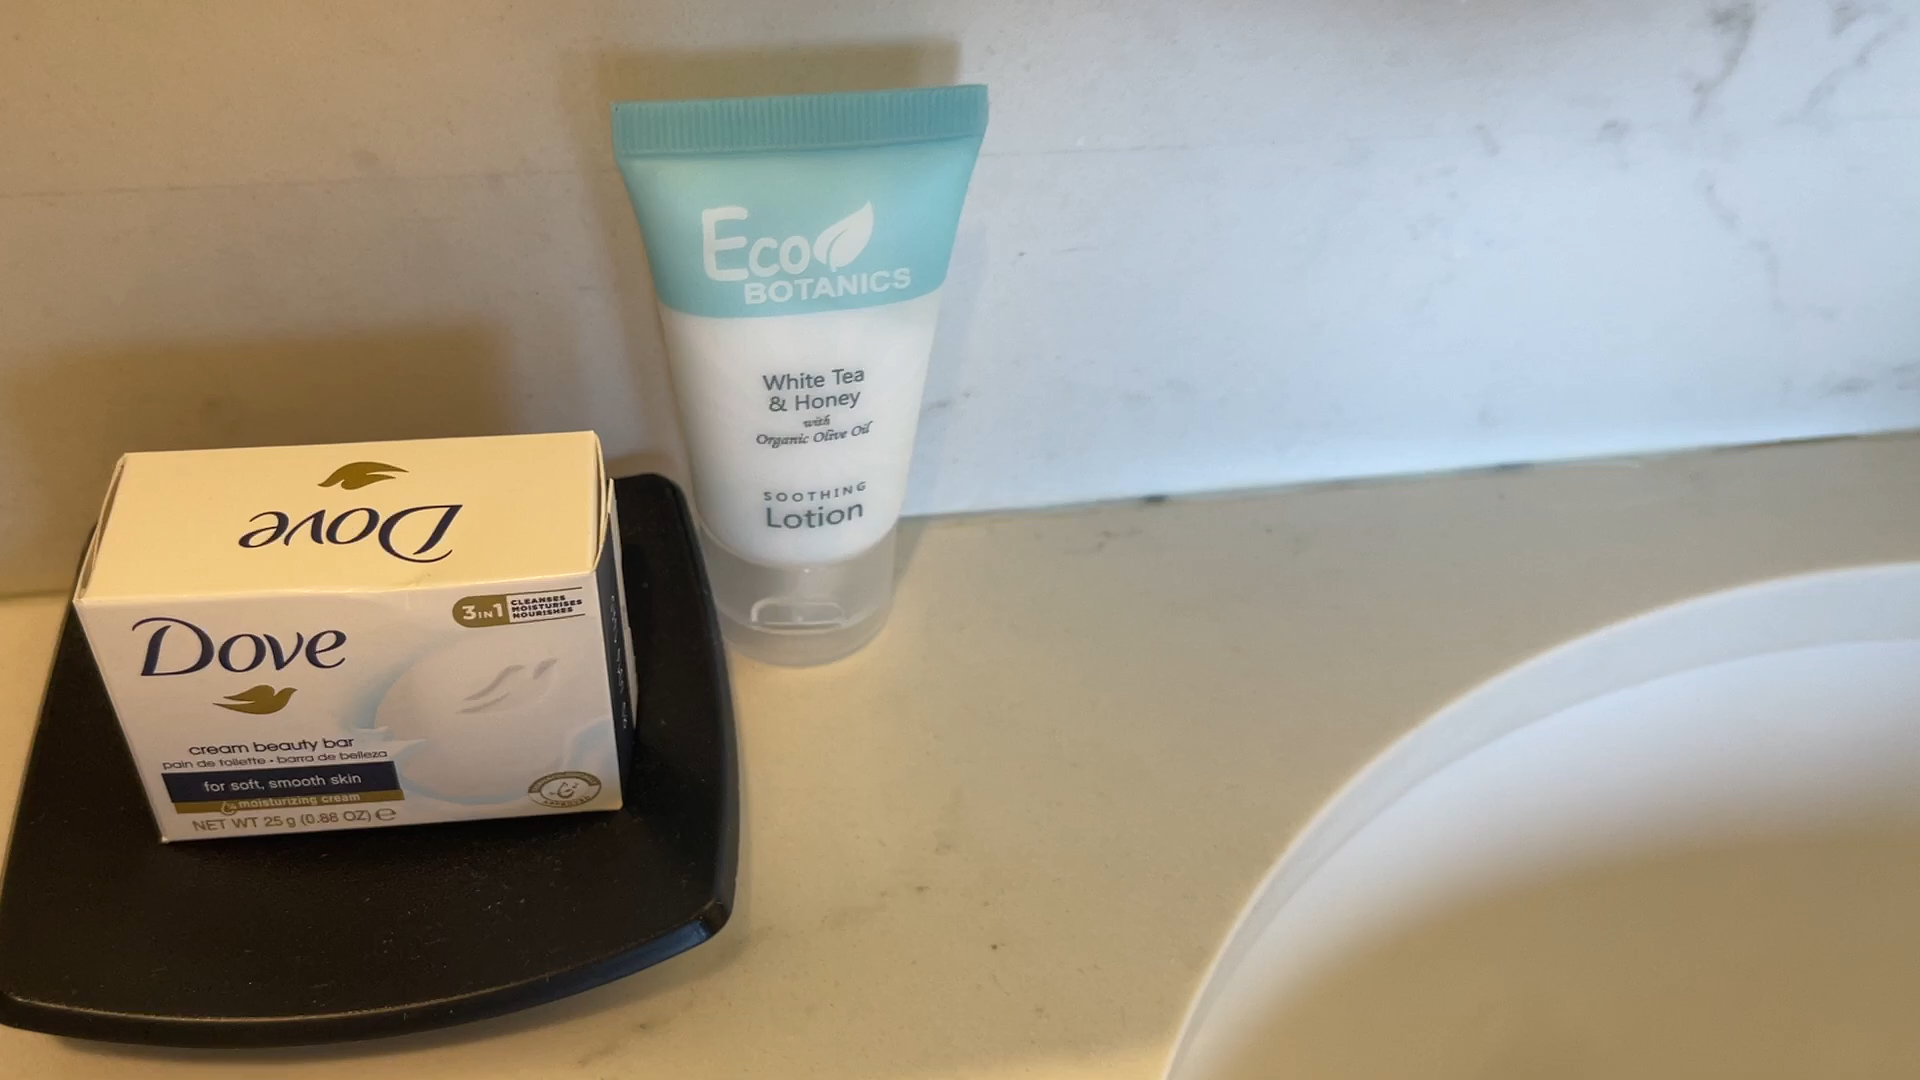 Eco
BOTANICS
White Tea
& Honey
with
Organic Olive Oil
SOOTHING
Lotion
Dove
Dove
3 IN 1
CLEANSES
MOISTURISES
NOURISHES
cream beauty bar
pain de toilette • barra de belleza
for soft, smooth skin
moisturizing cream
NET WT 25 g (0.88 OZ) ℮